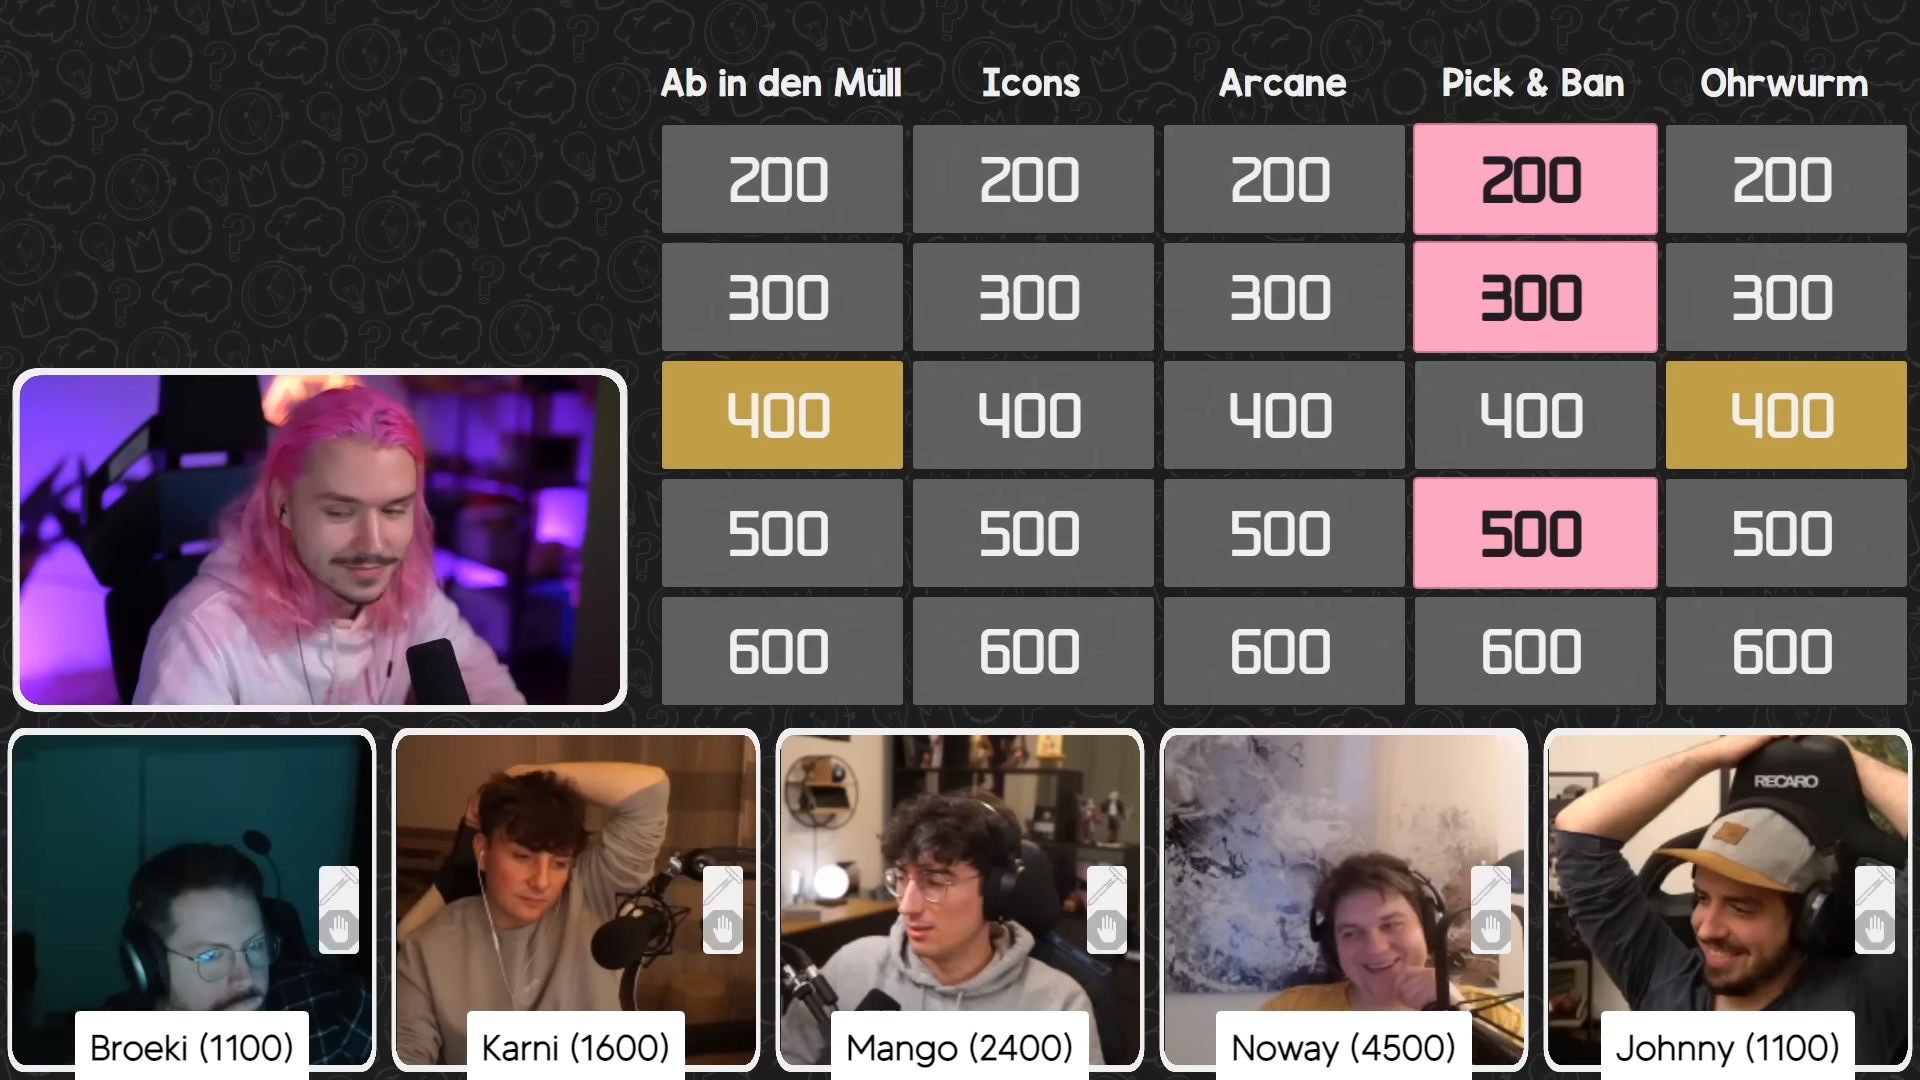 Ab in den Müll Icons Arcane Pick & Ban Ohrwurm
200 200 200 200 200
300 300 300 300 300
400 400 400 400 400
500 500 500 500 500
600 600 600 600 600
RECARO
Broeki (1100) Karni (1600) Mango (2400) Noway (4500) Johnny (1100)